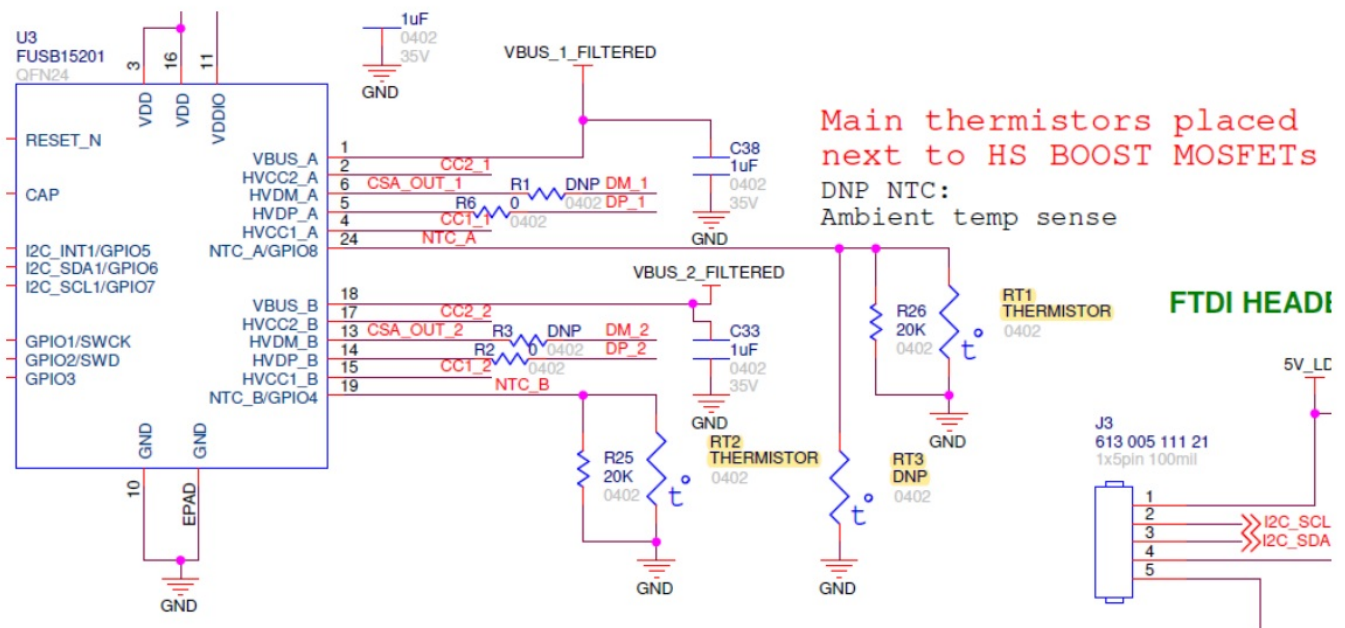 U3
FUSB15201
QFN24
3
16
11
VDD
VDD
VDDIO
RESET_N
CAP
I2C_INT1/GPIO5
I2C_SDA1/GPIO6
I2C_SCL1/GPIO7
GPIO1/SWCK
GPIO2/SWD
GPIO3
VBUS_A
HVCC2_A
HVDM_A
HVDP_A
HVCC1_A
NTC_A/GPIO8
VBUS_B
HVCC2_B
HVDM_B
HVDP_B
HVCC1_B
NTC_B/GPIO4
GND
GND
10
EPAD
GND
1
2
6
5
4
24
18
17
13
14
15
19
1uF
0402
35V
GND
VBUS_1_FILTERED
CC2_1
CSA_OUT_1
R1
DNP
0402
DM_1
R6
0
0402
DP_1
CC1_1
NTC_A
C38
1uF
0402
35V
GND
VBUS_2_FILTERED
CC2_2
CSA_OUT_2
R3
DNP
0402
DM_2
R2
0
0402
DP_2
CC1_2
NTC_B
C33
1uF
0402
35V
GND
R25
20K
0402
t°
RT2
THERMISTOR
0402
GND
RT3
DNP
0402
t°
GND
R26
20K
0402
t°
RT1
THERMISTOR
0402
GND
Main thermistors placed
next to HS BOOST MOSFETs
DNP NTC:
Ambient temp sense
FTDI HEADE
5V_LD
J3
613 005 111 21
1x5pin 100mil
1
2
3
4
5
I2C_SCL
I2C_SDA